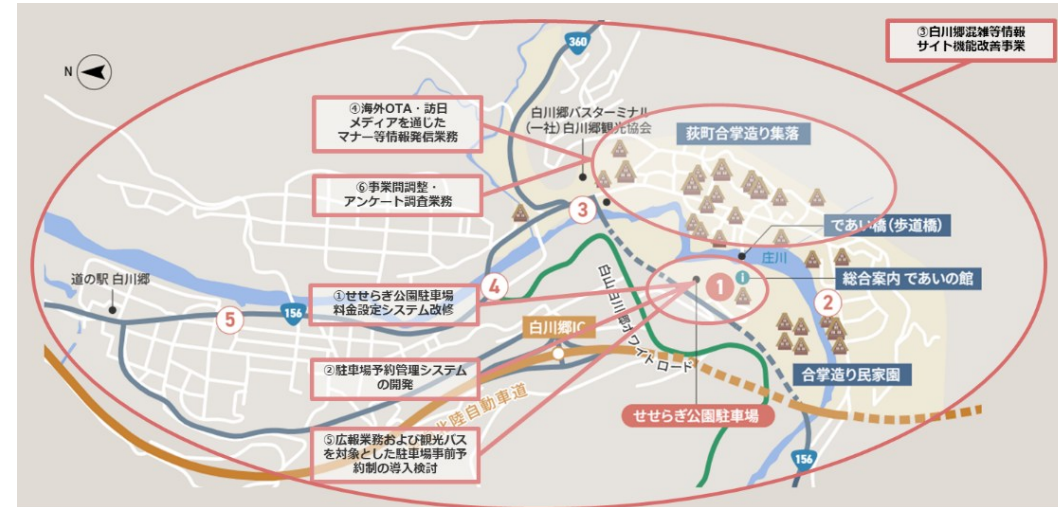 ③白川郷混雑等情報
サイト機能改善事業
N
360
④海外OTA・訪日
メディアを通じた
マナー等情報発信業務
白川郷バスターミナル
(一社)白川郷観光協会
荻町合掌造り集落
⑥事業間調整・
アンケート調査業務
3
であい橋(歩道橋)
庄川
総合案内 であいの館
i
道の駅 白川郷
4
1
①せせらぎ公園駐車場
料金設定システム改修
2
5
156
白川郷IC
白山白川郷ホワイトロード
②駐車場予約管理システム
の開発
合掌造り民家園
北陸自動車道
せせらぎ公園駐車場
⑤広報業務および観光バス
を対象とした駐車場事前予
約制の導入検討
156